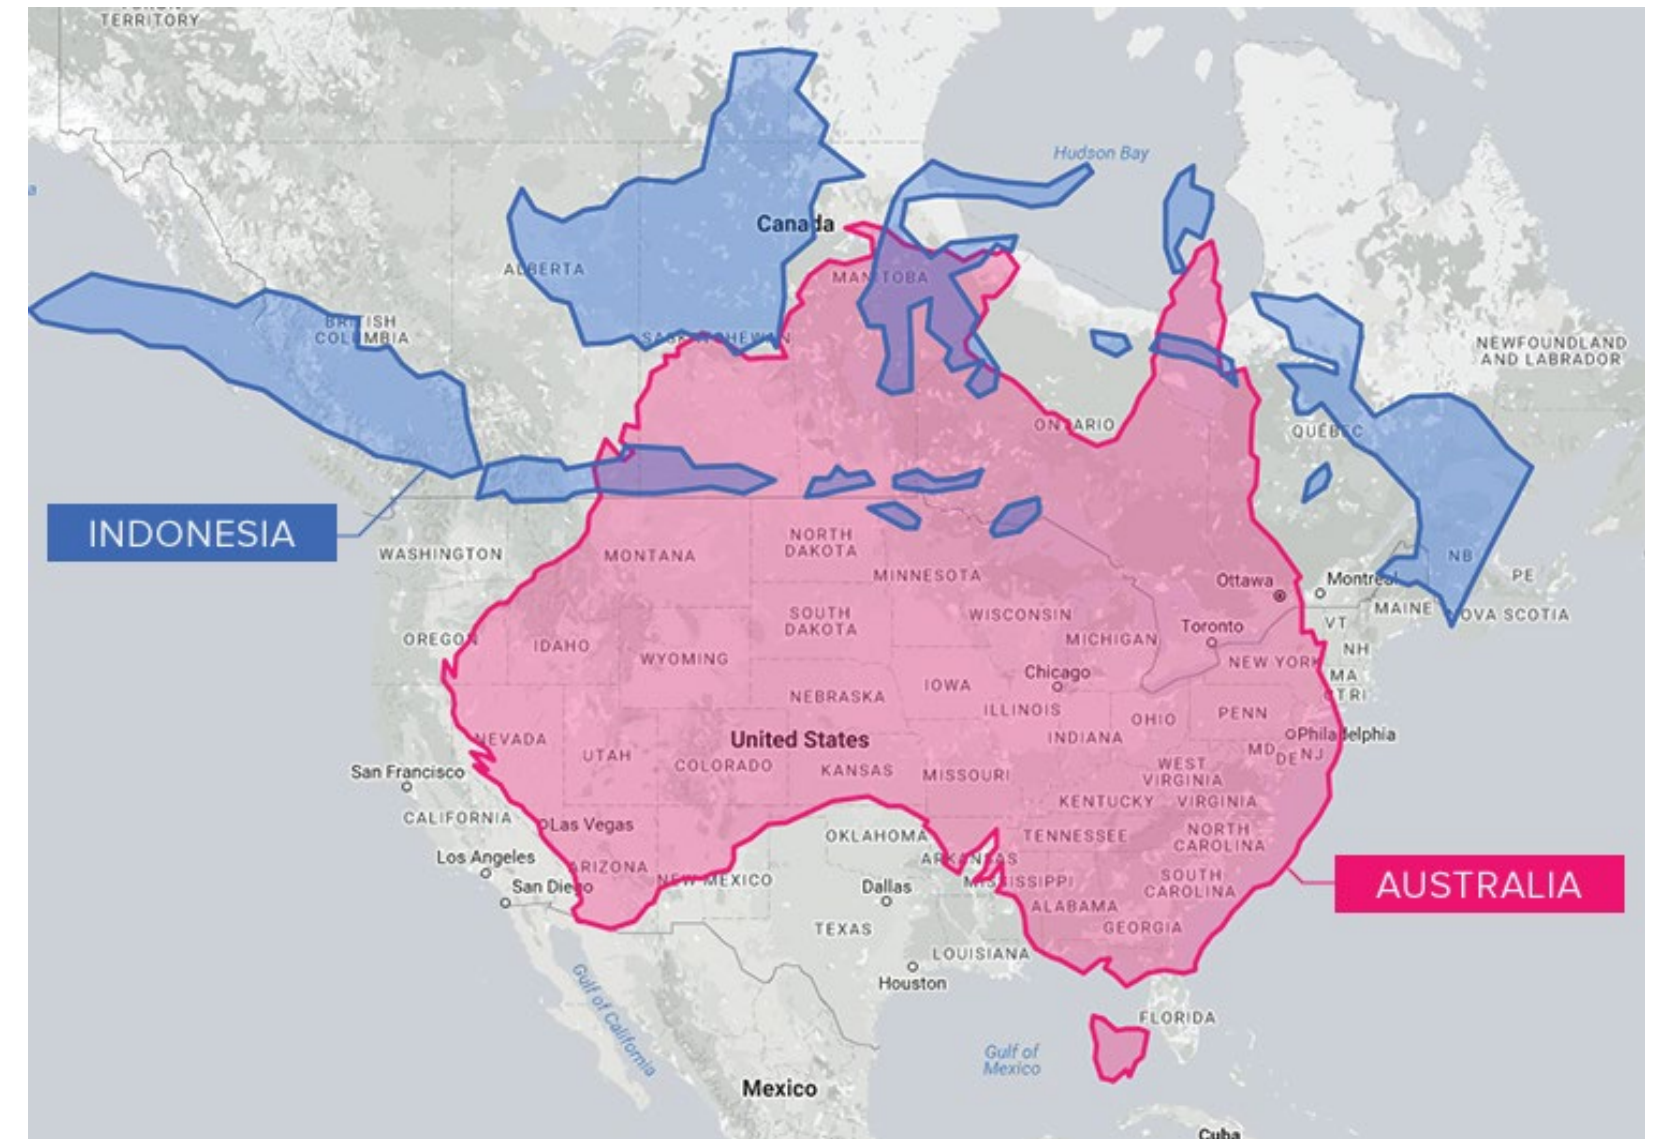 TERRITORY
Hudson Bay
a
Canada
ALBERTA
MANITOBA
BRITISH
COLUMBIA
SASKATCHEWAN
NEWFOUNDLAND
AND LABRADOR
ONTARIO
QUÉBEC
INDONESIA
WASHINGTON
MONTANA
NORTH
DAKOTA
MINNESOTA
Ottawa
Montreal
NB
PE
MAINE
NOVA SCOTIA
OREGON
IDAHO
SOUTH
DAKOTA
WISCONSIN
MICHIGAN
Toronto
VT
NH
WYOMING
NEW YORK
MA
CT RI
Chicago
NEBRASKA
IOWA
ILLINOIS
OHIO
PENN
NEVADA
UTAH
United States
COLORADO
KANSAS
MISSOURI
INDIANA
Philadelphia
MD
DE
NJ
WEST
VIRGINIA
San Francisco
CALIFORNIA
Las Vegas
KENTUCKY
VIRGINIA
OKLAHOMA
TENNESSEE
NORTH
CAROLINA
Los Angeles
ARIZONA
NEW MEXICO
ARKANSAS
MISSISSIPPI
SOUTH
CAROLINA
AUSTRALIA
San Diego
Dallas
ALABAMA
TEXAS
GEORGIA
LOUISIANA
Houston
Gulf of California
FLORIDA
Gulf of
Mexico
Mexico
Cuba